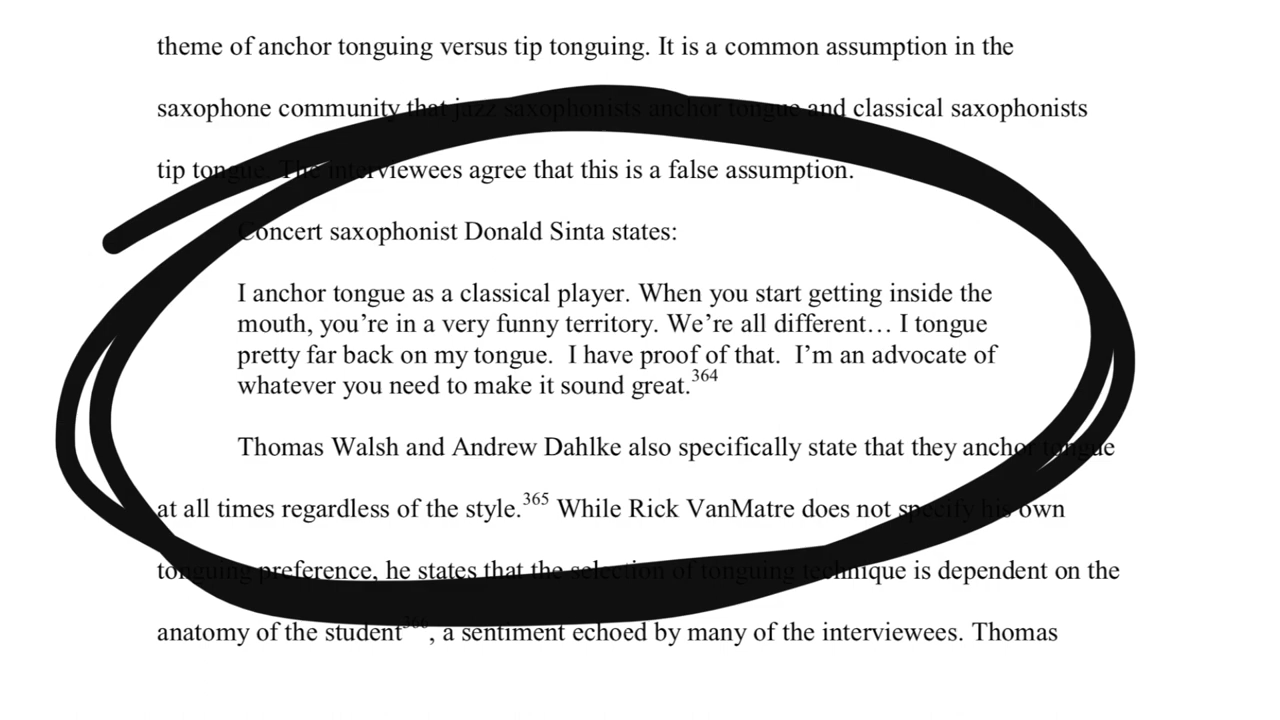 theme of anchor tonguing versus tip tonguing. It is a common assumption in the
saxophone community that jazz saxophonists anchor tongue and classical saxophonists
tip tongue. The interviewees agree that this is a false assumption.
Concert saxophonist Donald Sinta states:
I anchor tongue as a classical player. When you start getting inside the
mouth, you’re in a very funny territory. We’re all different… I tongue
pretty far back on my tongue.  I have proof of that.  I’m an advocate of
whatever you need to make it sound great.364
Thomas Walsh and Andrew Dahlke also specifically state that they anchor tongue
at all times regardless of the style.365 While Rick VanMatre does not specify his own
tonguing preference, he states that the selection of tonguing technique is dependent on the
anatomy of the student366, a sentiment echoed by many of the interviewees. Thomas